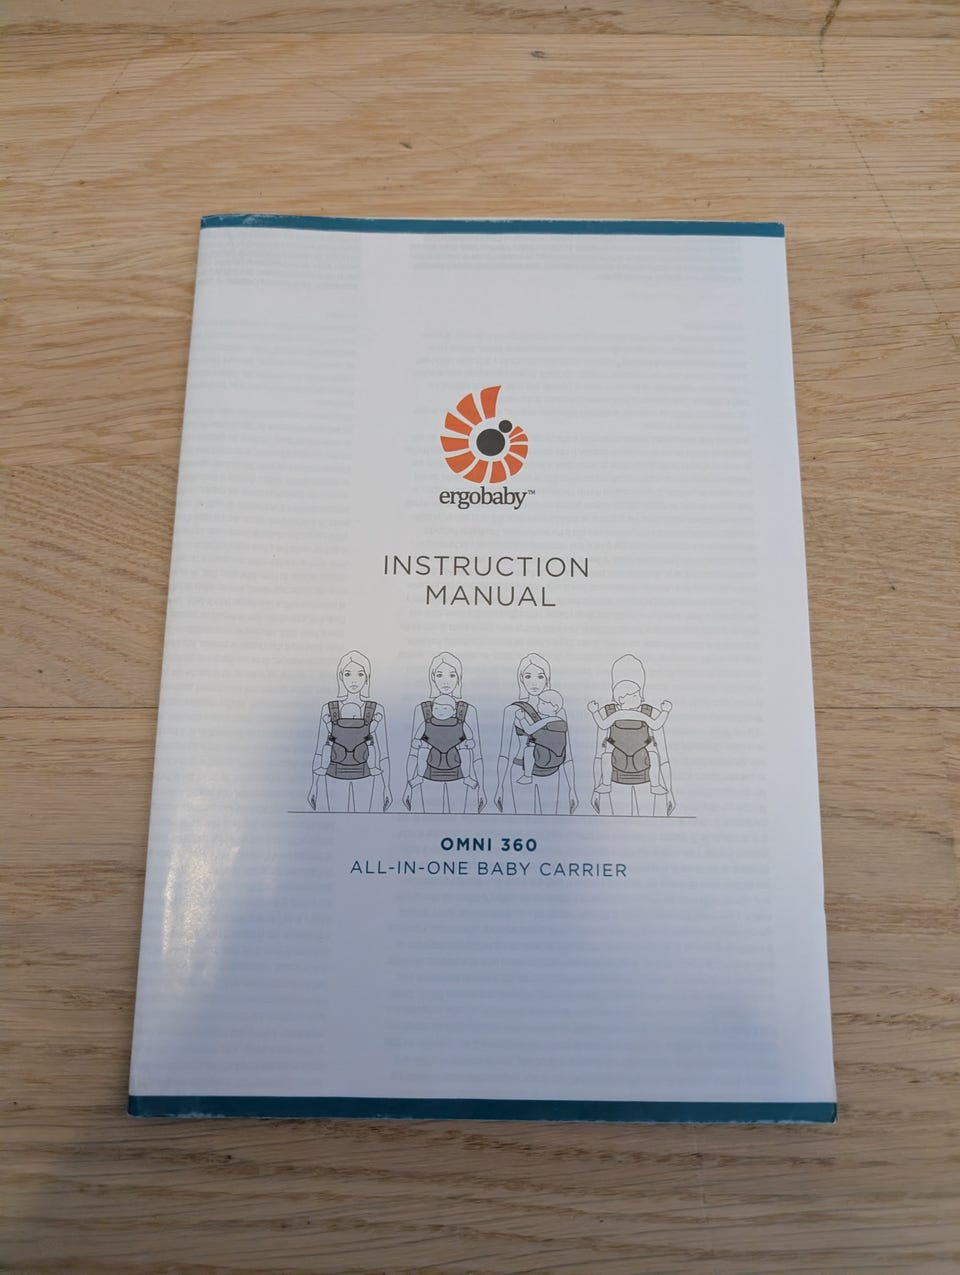 ergobaby™
INSTRUCTION
MANUAL
OMNI 360
ALL-IN-ONE BABY CARRIER